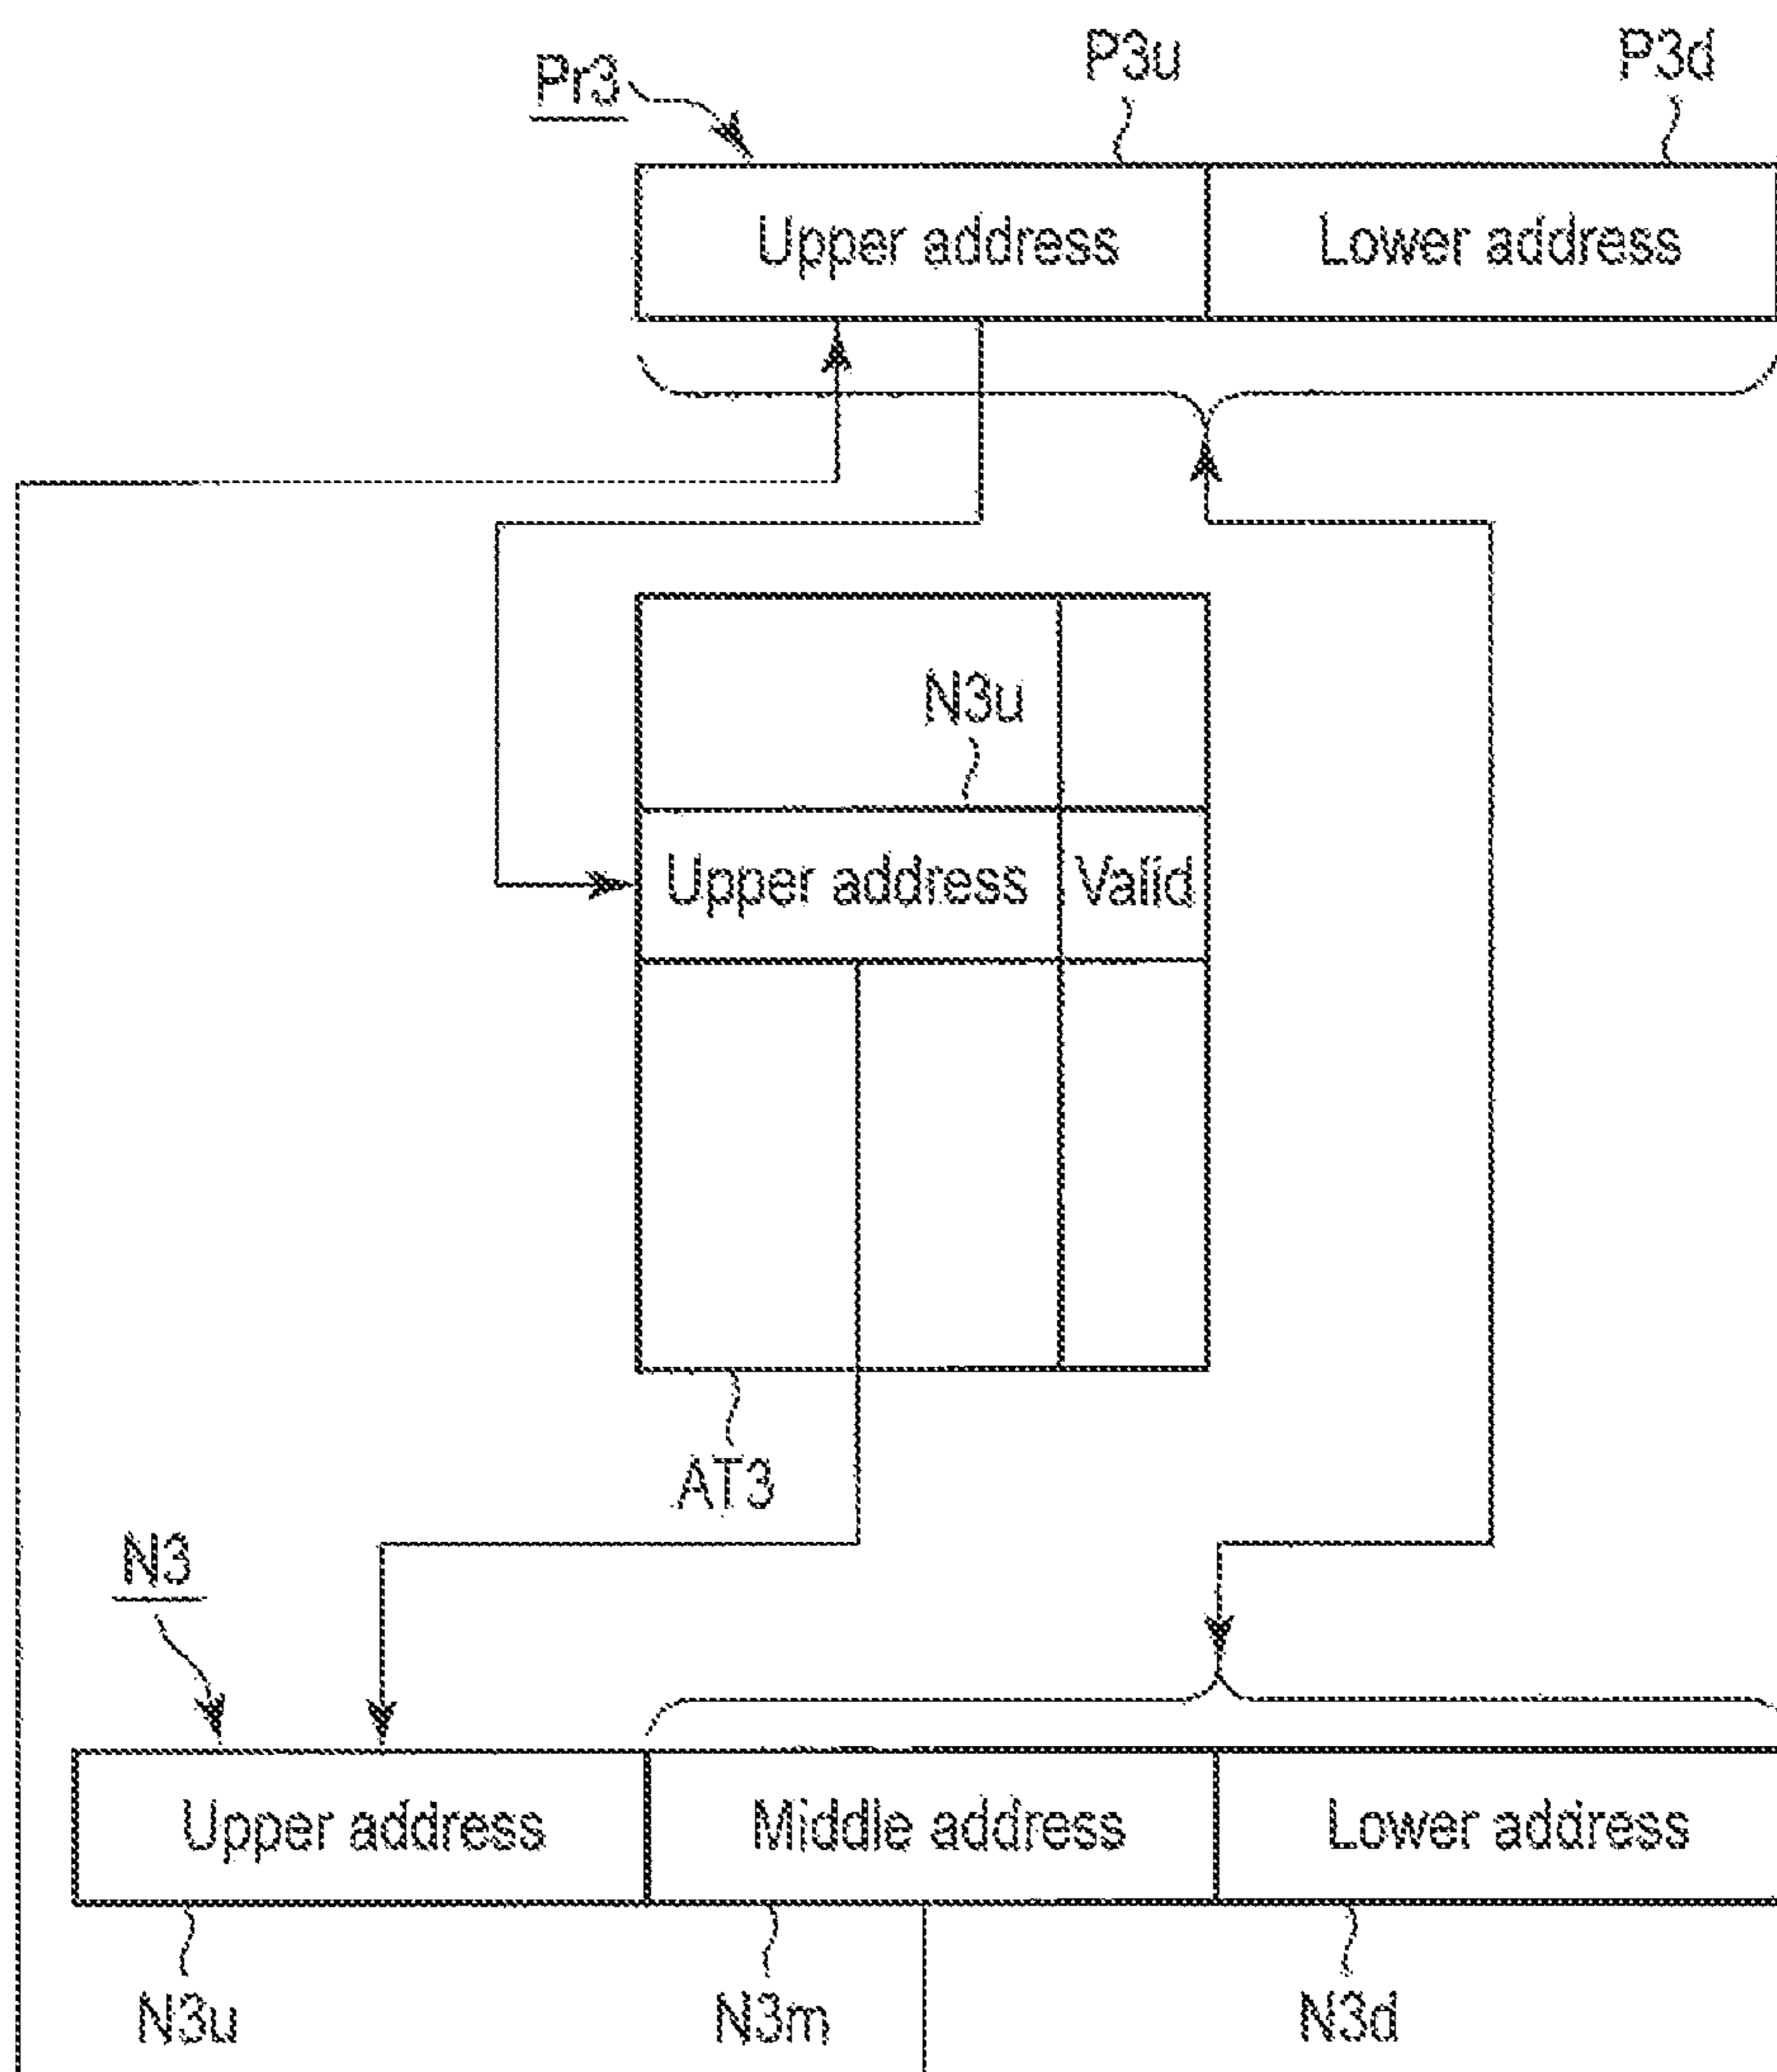 Pr3 P3u P3d
Upper address Lower address
N3u
Upper address Valid
AT3
N3
Upper address Middle address Lower address
N3u N3m N3d